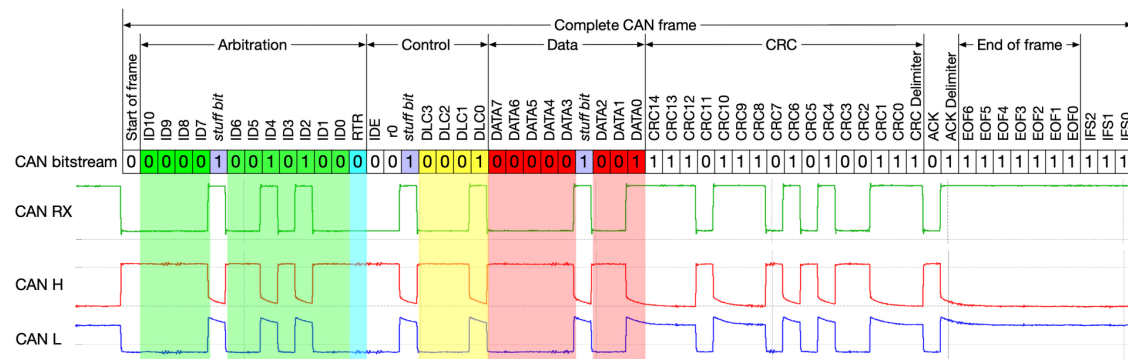 Complete CAN frame
Arbitration
Control
Data
CRC
End of frame
Start of frame
ID10
ID9
ID8
ID7
stuff bit
ID6
ID5
ID4
ID3
ID2
ID1
ID0
RTR
IDE
r0
stuff bit
DLC3
DLC2
DLC1
DLC0
DATA7
DATA6
DATA5
DATA4
DATA3
stuff bit
DATA2
DATA1
DATA0
CRC14
CRC13
CRC12
CRC11
CRC10
CRC9
CRC8
CRC7
CRC6
CRC5
CRC4
CRC3
CRC2
CRC1
CRC0
CRC Delimiter
ACK
ACK Delimiter
EOF6
EOF5
EOF4
EOF3
EOF2
EOF1
EOF0
IFS2
IFS1
IFS0
CAN bitstream 0 0 0 0 0 1 0 0 1 0 1 0 0 0 0 0 1 0 0 0 1 0 0 0 0 0 1 0 0 1 1 1 1 0 1 1 1 0 1 0 1 0 0 1 1 1 0 1 1 1 1 1 1 1 1 1 1 1
CAN RX
CAN H
CAN L